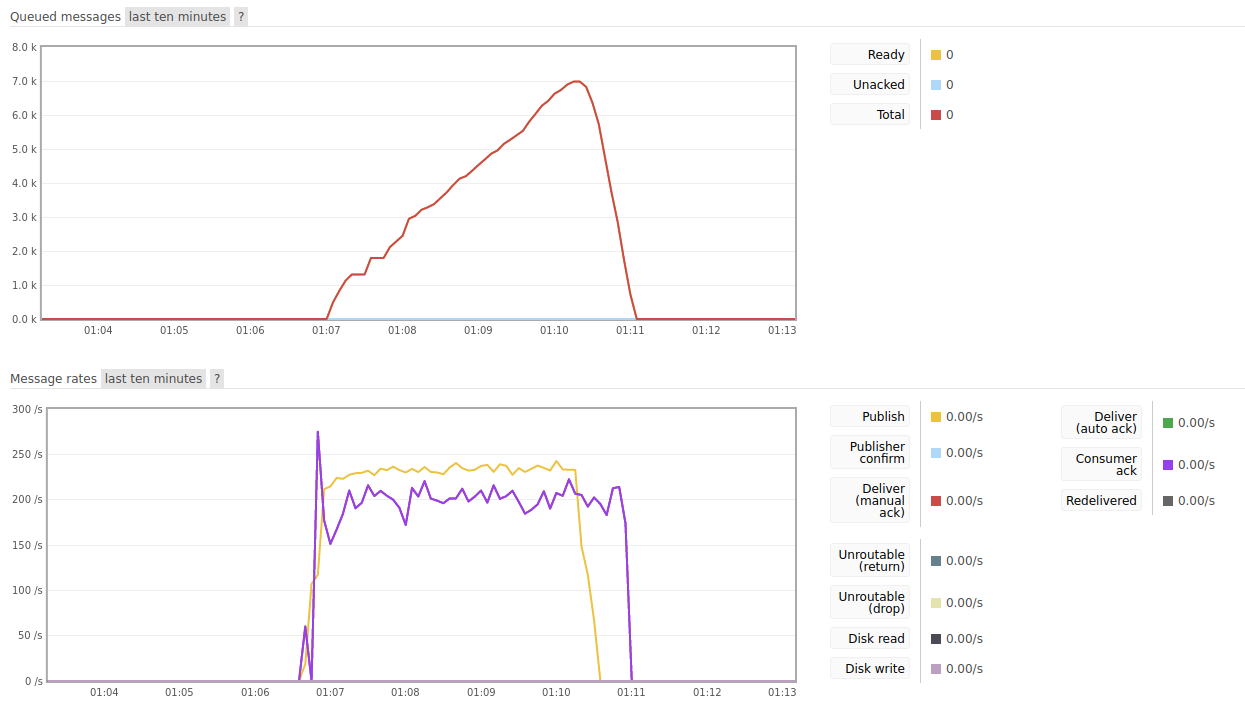 Queued messages last ten minutes ?
8.0 k
7.0 k
6.0 k
5.0 k
4.0 k
3.0 k
2.0 k
1.0 k
0.0 k
01:04 01:05 01:06 01:07 01:08 01:09 01:10 01:11 01:12 01:13
Ready 0
Unacked 0
Total 0
Message rates last ten minutes ?
300 /s
250 /s
200 /s
150 /s
100 /s
50 /s
0 /s
01:04 01:05 01:06 01:07 01:08 01:09 01:10 01:11 01:12 01:13
Publish 0.00/s
Publisher
confirm 0.00/s
Deliver
(manual
ack) 0.00/s
Deliver
(auto ack) 0.00/s
Consumer
ack 0.00/s
Redelivered 0.00/s
Unroutable
(return) 0.00/s
Unroutable
(drop) 0.00/s
Disk read 0.00/s
Disk write 0.00/s